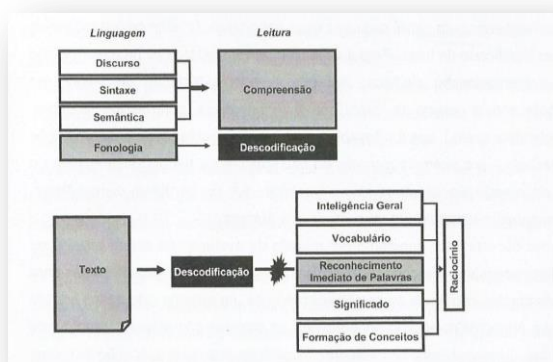 Linguagem
Leitura
Discurso
Sintaxe
Semântica
Fonologia
Compreensão
Descodificação
Texto
Descodificação
Inteligência Geral
Vocabulário
Reconhecimento
Imediato de Palavras
Significado
Formação de Conceitos
Raciocínio